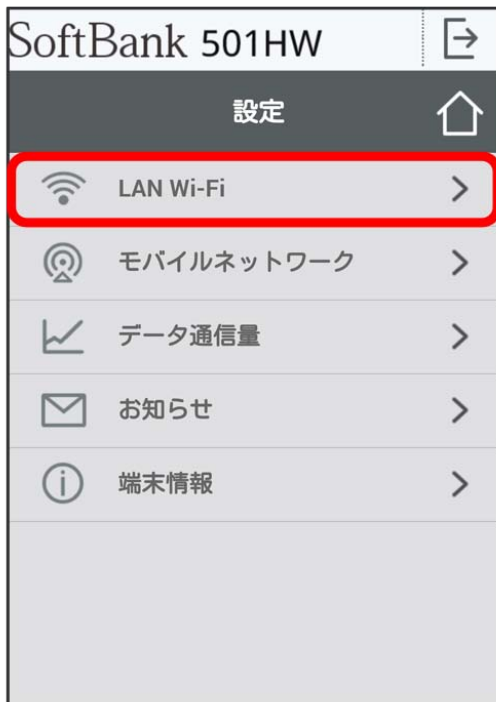 SoftBank 501HW
設定
LAN Wi-Fi
モバイルネットワーク
データ通信量
お知らせ
端末情報